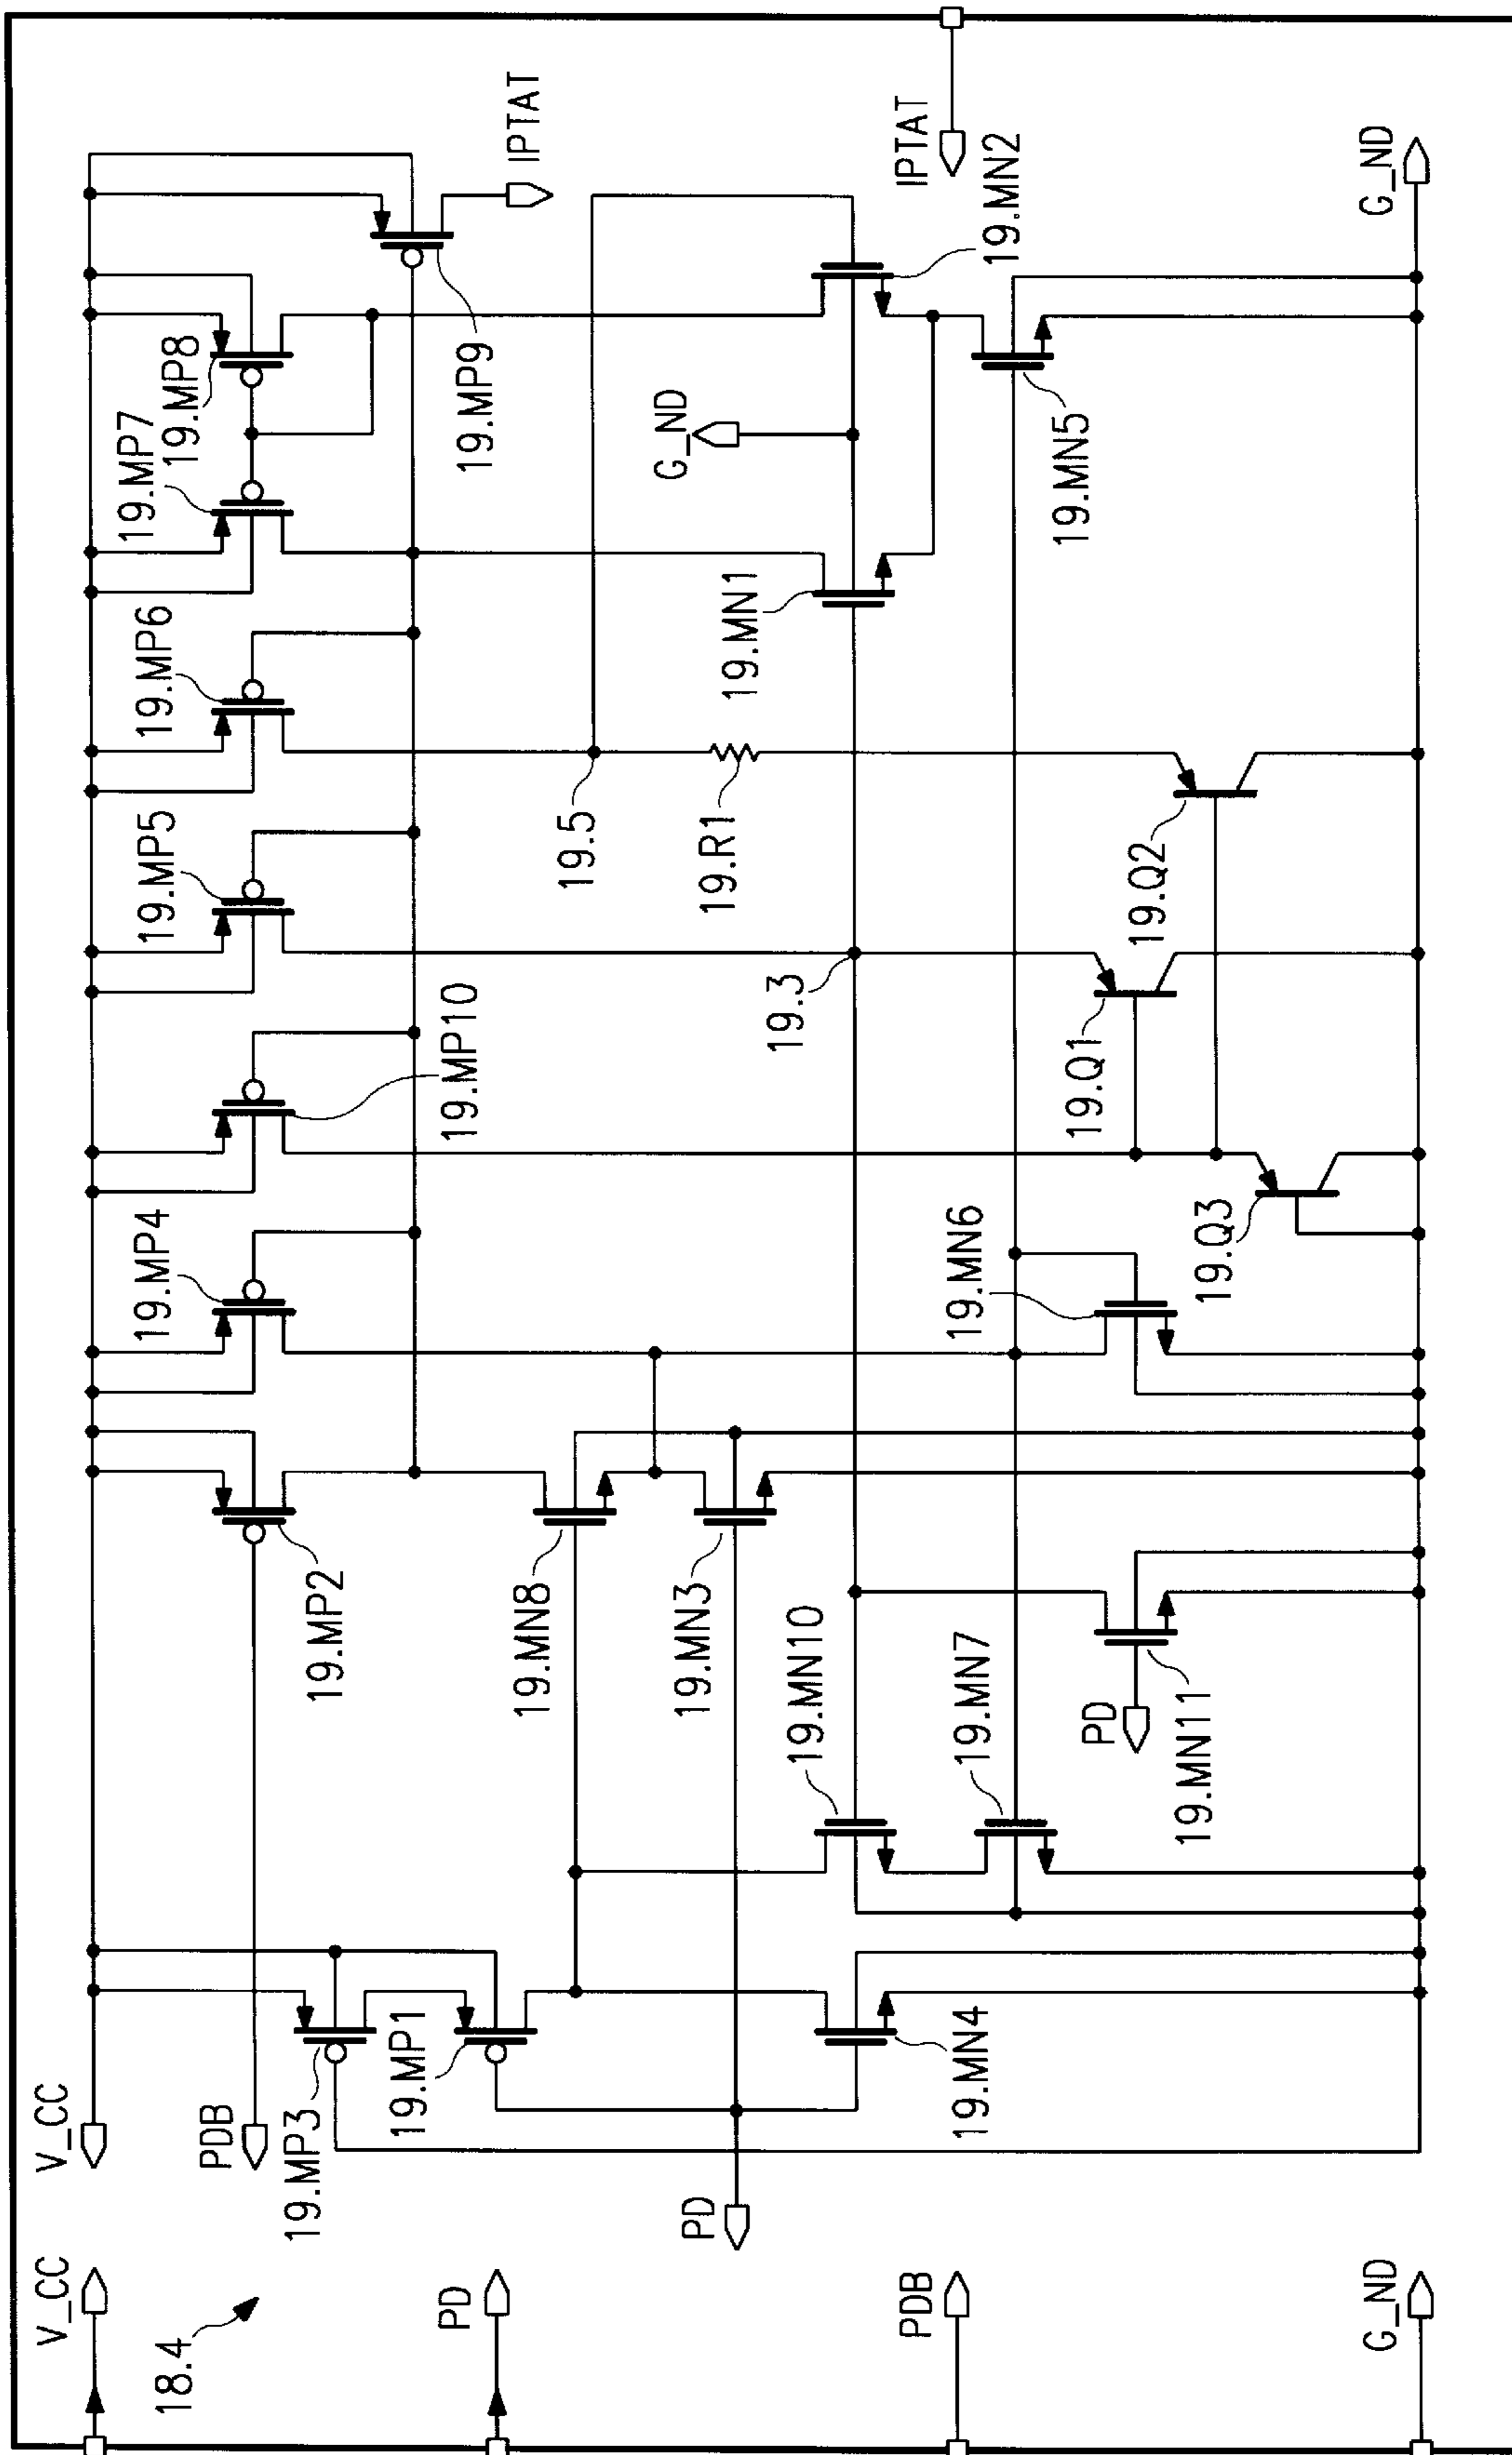 V_CC
18.4
PD
PDB
G_ND
V_CC
PDB
19.MP3
19.MP1
PD
19.MN4
19.MP2
19.MN8
19.MN3
19.MN10
19.MN7
PD
19.MN11
19.MP4
19.MN6
19.MP10
19.Q3
19.MP5
19.3
19.Q1
19.MP6
19.5
19.R1
19.Q2
19.MP7
19.MP8
19.MN1
G_ND
19.MN5
19.MP9
IPTAT
19.MN2
IPTAT
G_ND